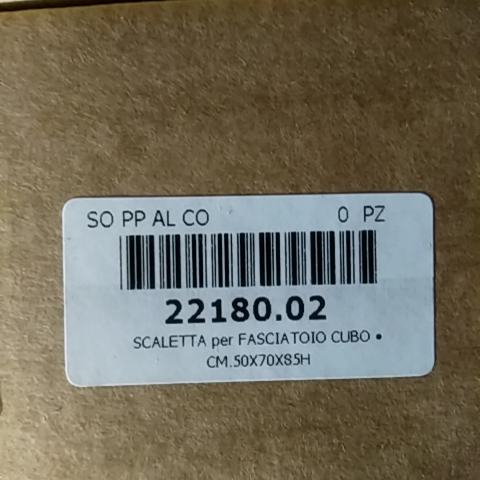 SO PP AL CO 0 PZ
22180.02
SCALETTA per FASCIATOIO CUBO •
CM.50X70X85H